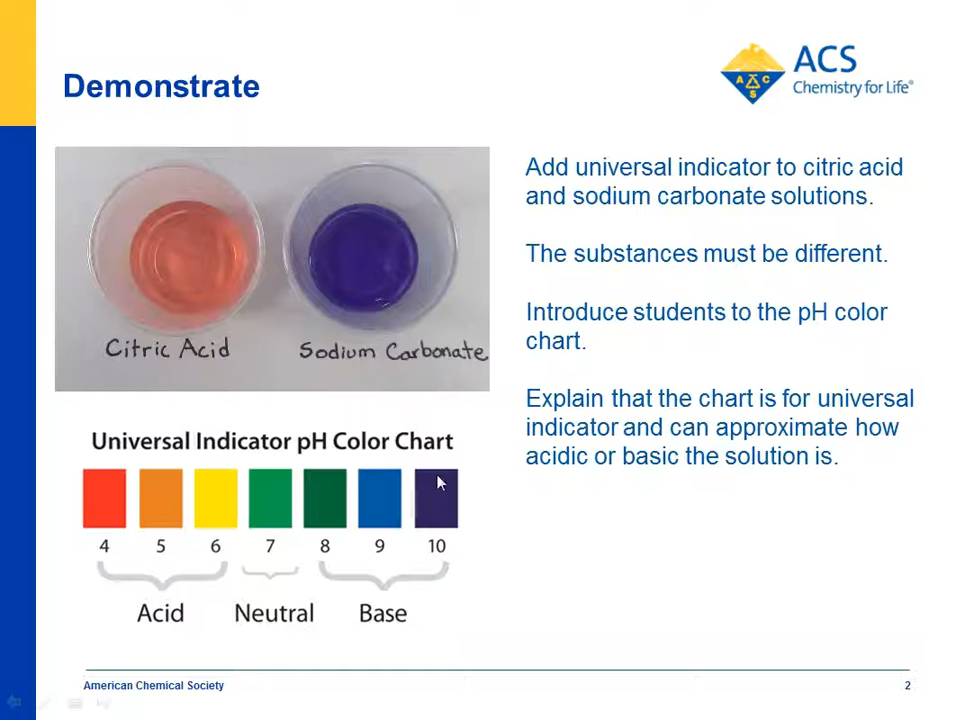 Demonstrate
ACS
Chemistry for Life®
A C S
Citric Acid
Sodium Carbonate
Add universal indicator to citric acid
and sodium carbonate solutions.
The substances must be different.
Introduce students to the pH color
chart.
Explain that the chart is for universal
indicator and can approximate how
acidic or basic the solution is.
Universal Indicator pH Color Chart
4 5 6 7 8 9 10
Acid Neutral Base
American Chemical Society
2